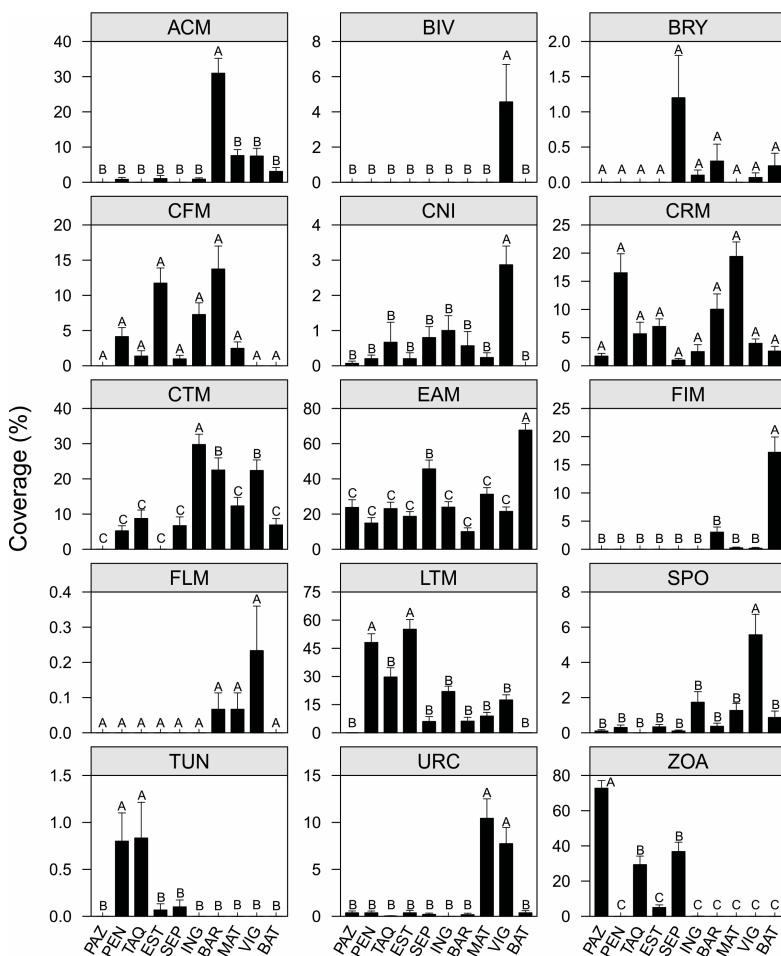 Coverage (%)
ACM
40
30
20
10
0
B B B B B B A B B B
BIV
8
6
4
2
0
B B B B B B B B A B
BRY
2.0
1.5
1.0
0.5
0.0
A A A A A A A A A A
CFM
20
15
10
5
0
A A A A A A A A A A
CNI
4
3
2
1
0
B B B B B B B B A B
CRM
25
20
15
10
5
0
A A A A A A A A A A
CTM
40
30
20
10
0
C C C C C A B C B C
EAM
80
60
40
20
0
C C C C B C C C C A
FIM
25
20
15
10
5
0
B B B B B B B B B A
FLM
0.4
0.3
0.2
0.1
0.0
A A A A A A A A A A
LTM
75
60
45
30
15
0
B A B A B B B B B B
SPO
8
6
4
2
0
B B B B B B B B A B
TUN
1.5
1.0
0.5
0.0
B A A B B B B B B B
PAZ PEN TAQ EST SEP ING BAR MAT VIG BAT
URC
15
10
5
0
B B B B B B B A A B
PAZ PEN TAQ EST SEP ING BAR MAT VIG BAT
ZOA
80
60
40
20
0
A C B C B C C C C C
PAZ PEN TAQ EST SEP ING BAR MAT VIG BAT